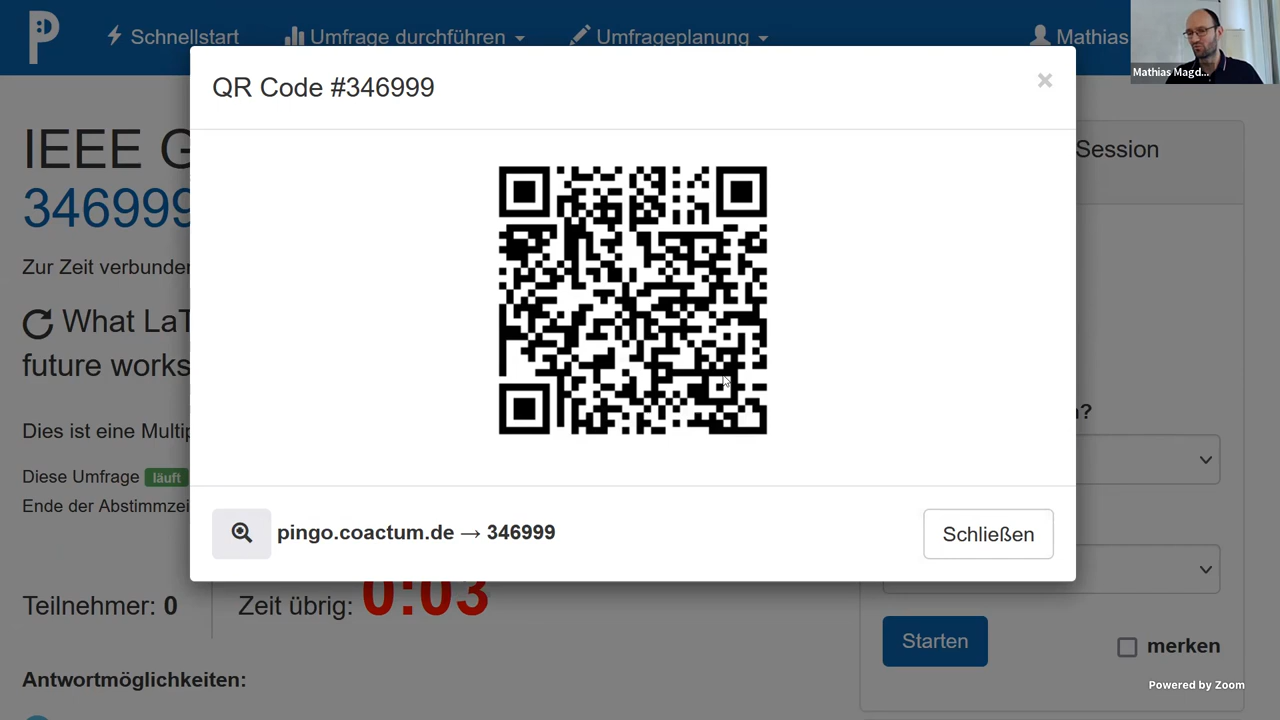 Schnellstart
Umfrage durchführen
Umfrageplanung
Mathias
Mathias Magd...
QR Code #346999
×
IEEE G
346999
Session
Zur Zeit verbunden
What LaT
future works
Dies ist eine Multip
?
Diese Umfrage läuft
Ende der Abstimmzei
pingo.coactum.de → 346999
Schließen
Teilnehmer: 0
Zeit übrig: 0:03
Starten
merken
Antwortmöglichkeiten:
Powered by Zoom